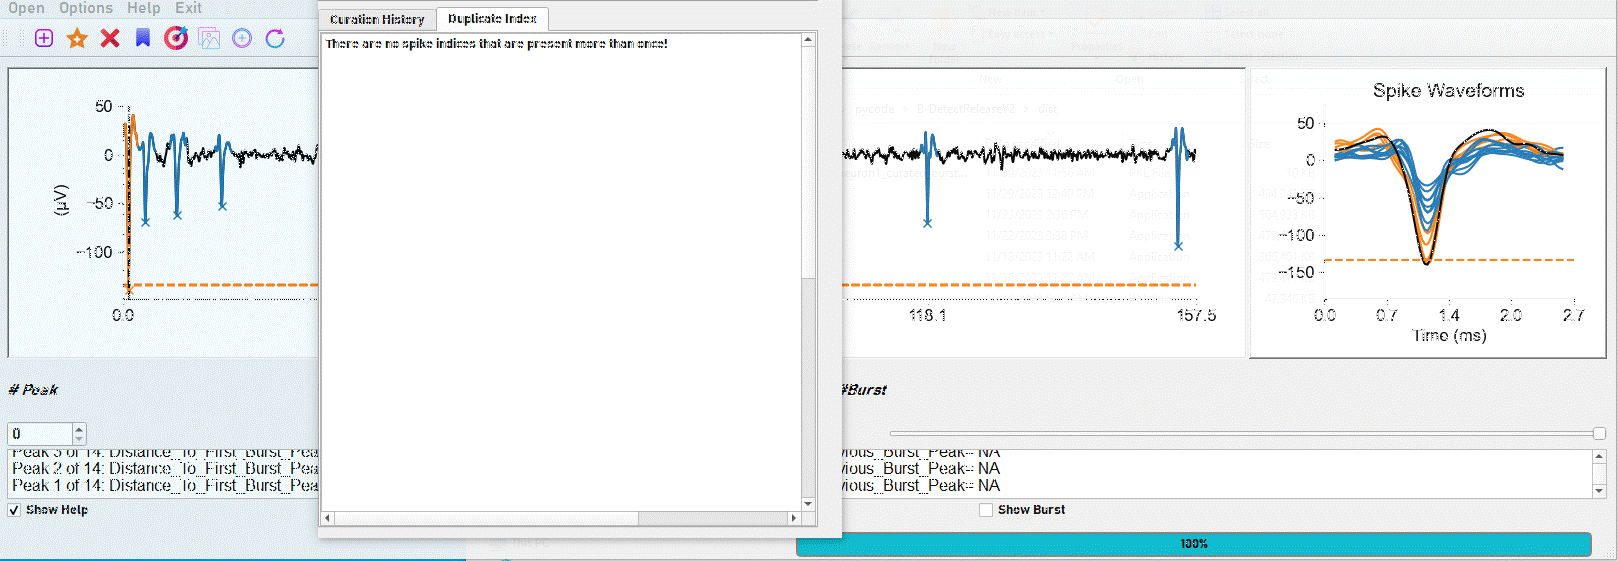 Open Options Help Exit
Curation History Duplicate Index
There are no spike indices that are present more than once!
50
0
−50
−100
(µV)
0.0
118.1
157.5
pycode > B-DetectReleaseV2 > dist
Spike Waveforms
50
0
−50
−100
−150
0.0 0.7 1.4 2.0 2.7
Time (ms)
# Peak
#Burst
0
Peak 3 of 14: Distance_To_First_Burst_Pea
vious_Burst_Peak= NA
Peak 2 of 14: Distance_To_First_Burst_Pea
vious_Burst_Peak= NA
Peak 1 of 14: Distance_To_First_Burst_Pea
vious_Burst_Peak= NA
Show Help
Show Burst
100%